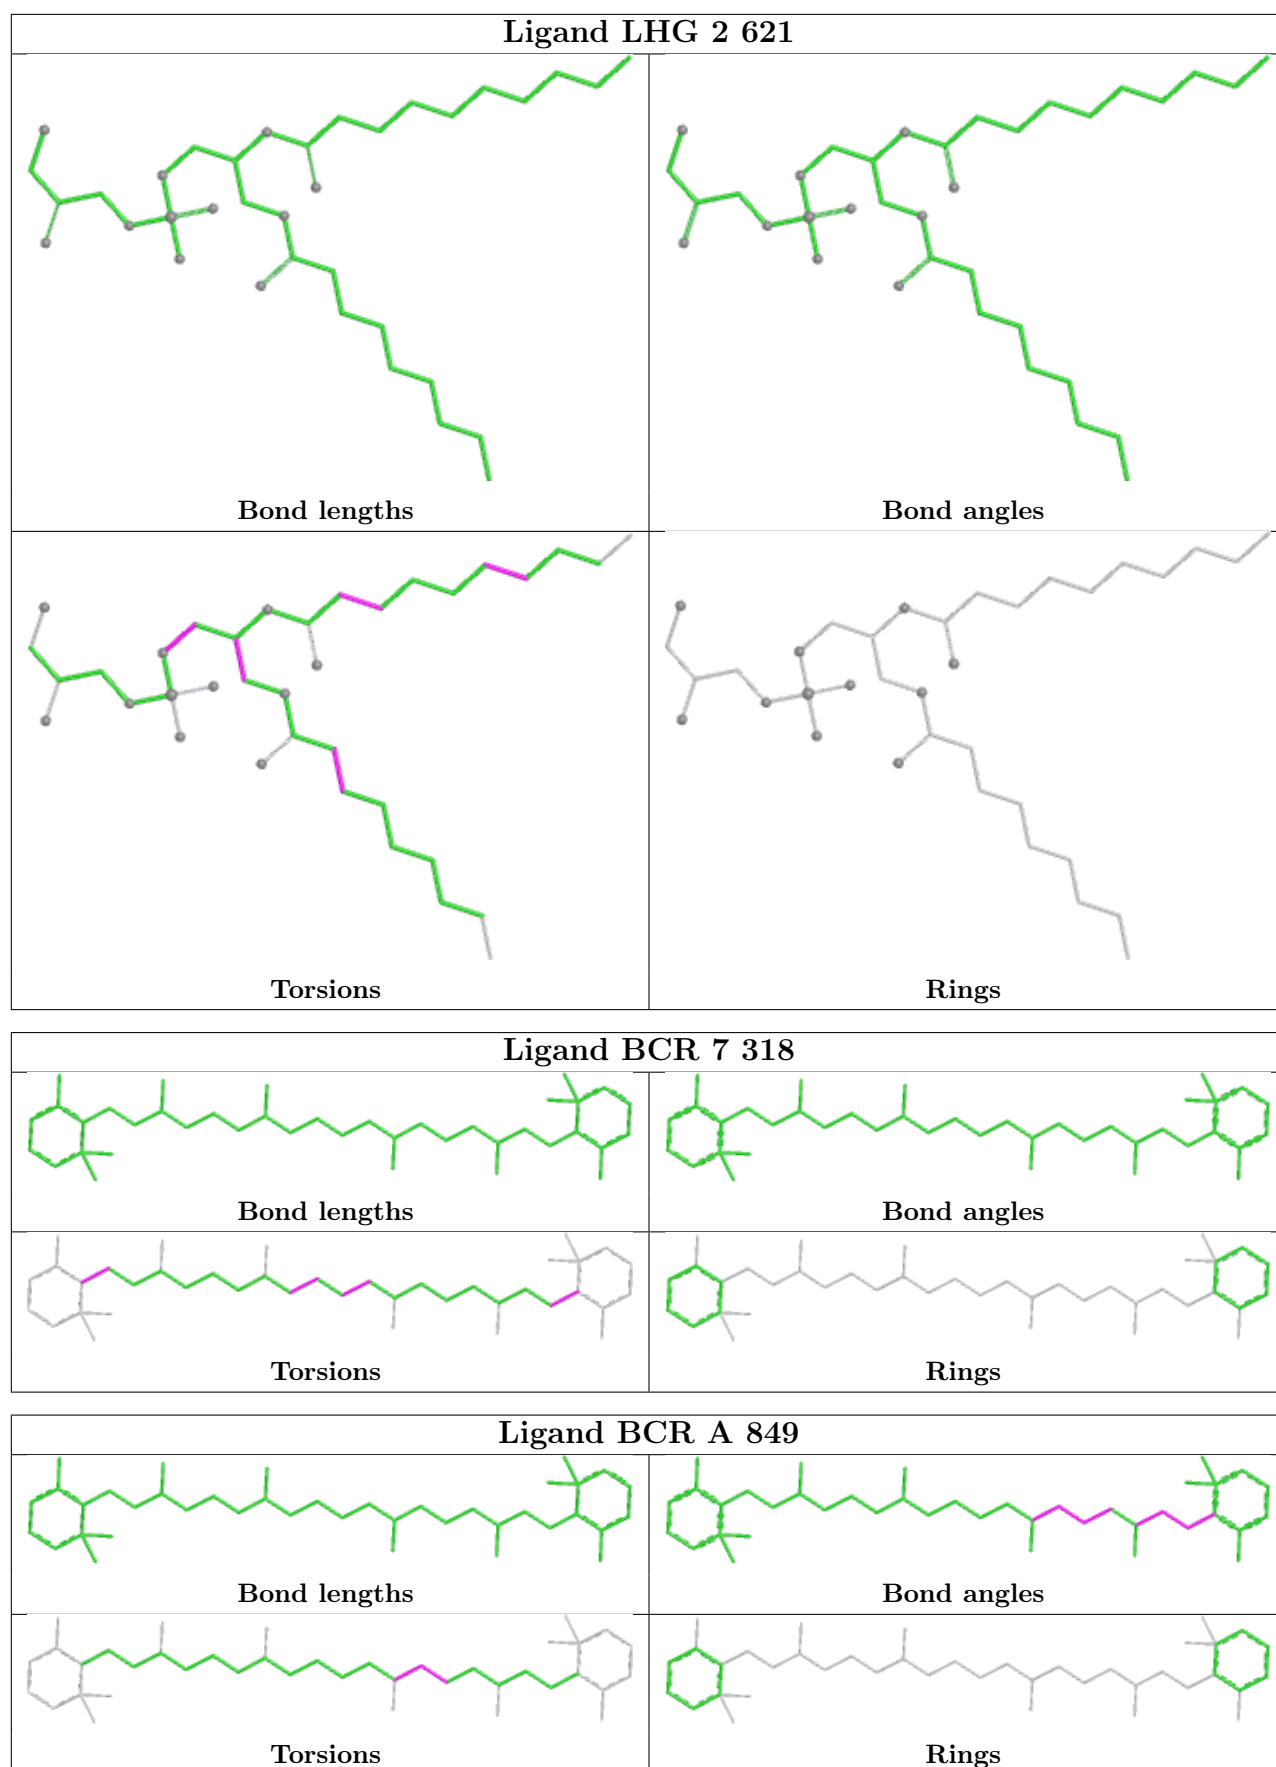 Ligand LHG 2 621
Bond lengths
Bond angles
Torsions
Rings
Ligand BCR 7 318
Bond lengths
Bond angles
Torsions
Rings
Ligand BCR A 849
Bond lengths
Bond angles
Torsions
Rings